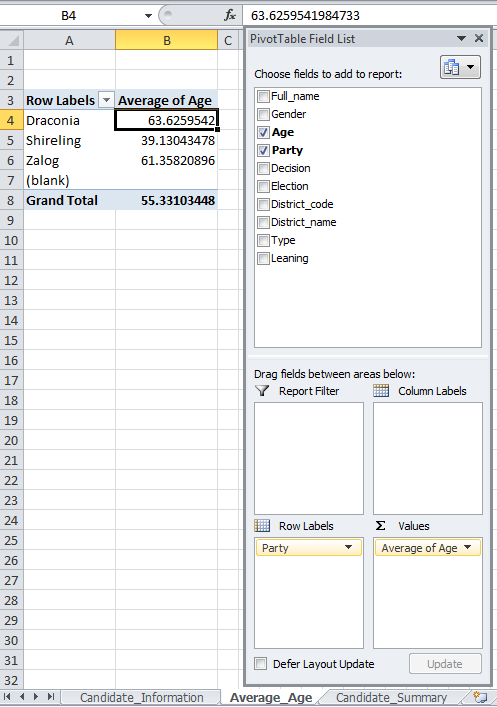 B4 fx 63.6259541984733
A B C
1
2
3 Row Labels Average of Age
4 Draconia 63.6259542
5 Shireling 39.13043478
6 Zalog 61.35820896
7 (blank)
8 Grand Total 55.33103448
9
10
11
12
13
14
15
16
17
18
19
20
21
22
23
24
25
26
27
28
29
30
31
32
PivotTable Field List
Choose fields to add to report:
Full_name
Gender
Age
Party
Decision
Election
District_code
District_name
Type
Leaning
Drag fields between areas below:
Report Filter Column Labels
Row Labels Σ Values
Party Average of Age
Defer Layout Update Update
Candidate_Information Average_Age Candidate_Summary